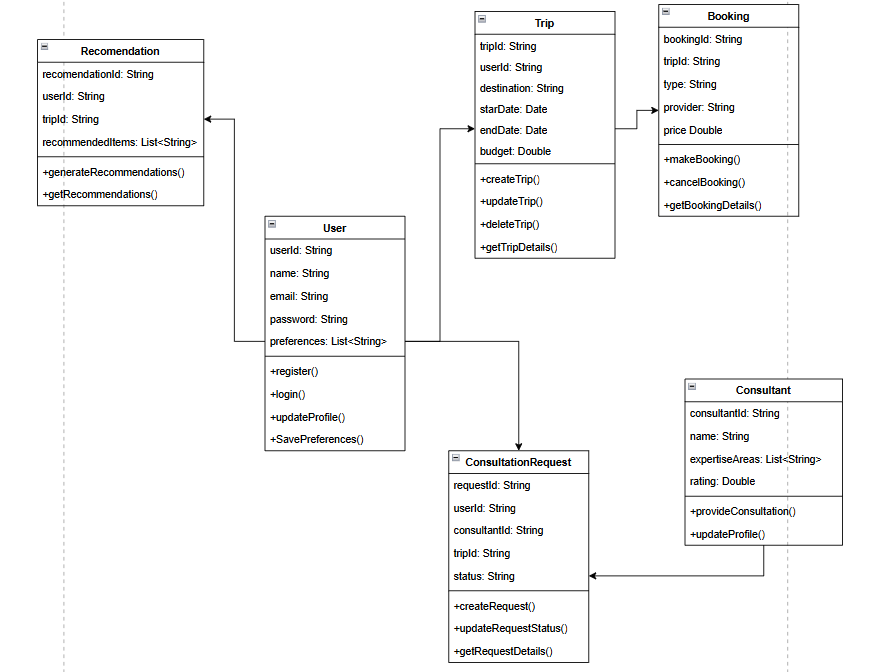 Recomendation
recomendationId: String
userId: String
tripId: String
recommendedItems: List<String>
+generateRecommendations()
+getRecommendations()
Trip
tripId: String
userId: String
destination: String
starDate: Date
endDate: Date
budget: Double
+createTrip()
+updateTrip()
+deleteTrip()
+getTripDetails()
Booking
bookingId: String
tripId: String
type: String
provider: String
price Double
+makeBooking()
+cancelBooking()
+getBookingDetails()
User
userId: String
name: String
email: String
password: String
preferences: List<String>
+register()
+login()
+updateProfile()
+SavePreferences()
ConsultationRequest
requestId: String
userId: String
consultantId: String
tripId: String
status: String
+createRequest()
+updateRequestStatus()
+getRequestDetails()
Consultant
consultantId: String
name: String
expertiseAreas: List<String>
rating: Double
+provideConsultation()
+updateProfile()